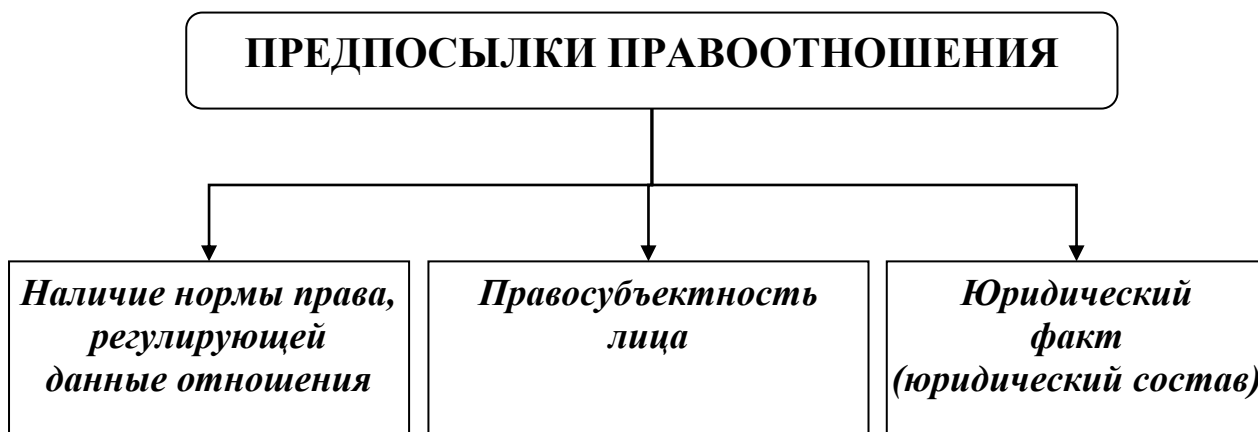 ПРЕДПОСЫЛКИ ПРАВООТНОШЕНИЯ
Наличие нормы права,
регулирующей
данные отношения
Правосубъектность
лица
Юридический
факт
(юридический состав)